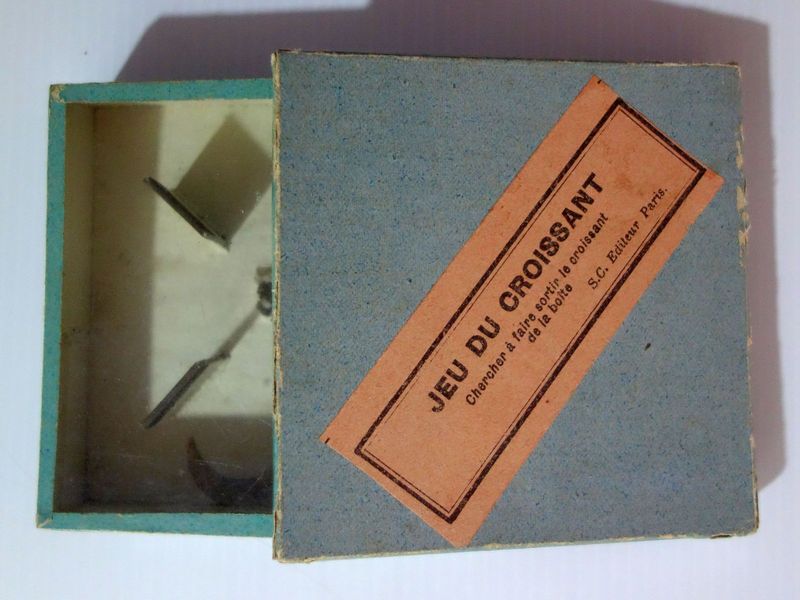 JEU DU CROISSANT
Chercher à faire sortir le croissant
de la boîte
S.C. Editeur Paris.